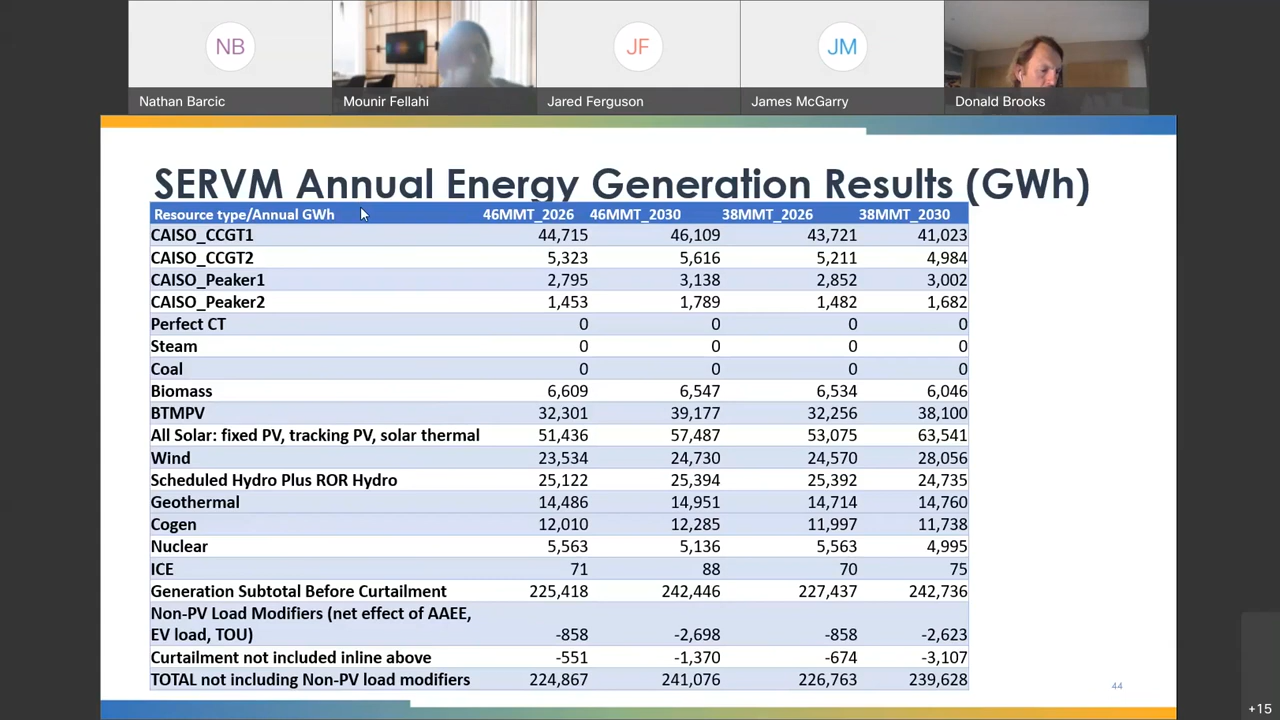 NB
JF
JM
Nathan Barcic
Mounir Fellahi
Jared Ferguson
James McGarry
Donald Brooks
SERVM Annual Energy Generation Results (GWh)
Resource type/Annual GWh 46MMT_2026 46MMT_2030 38MMT_2026 38MMT_2030
CAISO_CCGT1 44,715 46,109 43,721 41,023
CAISO_CCGT2 5,323 5,616 5,211 4,984
CAISO_Peaker1 2,795 3,138 2,852 3,002
CAISO_Peaker2 1,453 1,789 1,482 1,682
Perfect CT 0 0 0 0
Steam 0 0 0 0
Coal 0 0 0 0
Biomass 6,609 6,547 6,534 6,046
BTMPV 32,301 39,177 32,256 38,100
All Solar: fixed PV, tracking PV, solar thermal 51,436 57,487 53,075 63,541
Wind 23,534 24,730 24,570 28,056
Scheduled Hydro Plus ROR Hydro 25,122 25,394 25,392 24,735
Geothermal 14,486 14,951 14,714 14,760
Cogen 12,010 12,285 11,997 11,738
Nuclear 5,563 5,136 5,563 4,995
ICE 71 88 70 75
Generation Subtotal Before Curtailment 225,418 242,446 227,437 242,736
Non-PV Load Modifiers (net effect of AAEE,
EV load, TOU) -858 -2,698 -858 -2,623
Curtailment not included inline above -551 -1,370 -674 -3,107
TOTAL not including Non-PV load modifiers 224,867 241,076 226,763 239,628
44
+15